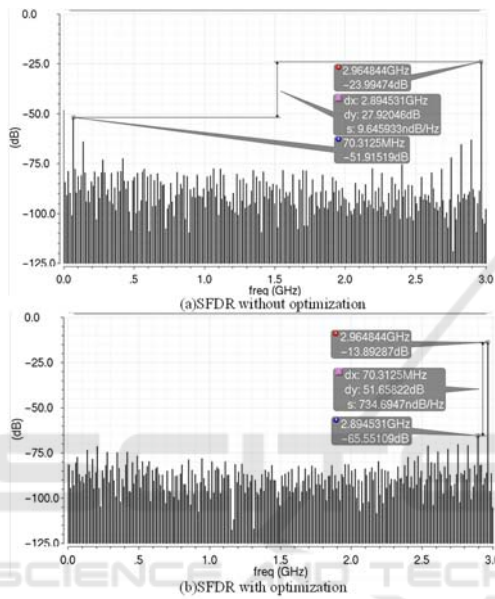 0.0
-25.0
-50.0
-75.0
-100.0
-125.0
(dB)
2.964844GHz
-23.99474dB
dx: 2.894531GHz
dy: 27.92046dB
s: 9.645933ndB/Hz
70.3125MHz
-51.91519dB
0.0 .5 1.0 1.5 2.0 2.5 3.0
freq (GHz)
(a)SFDR without optimization
0.0
-25.0
-50.0
-75.0
-100.0
-125.0
(dB)
2.964844GHz
-13.89287dB
dx: 70.3125MHz
dy: 51.65822dB
s: 734.6947ndB/Hz
2.894531GHz
-65.55109dB
0.0 .5 1.0 1.5 2.0 2.5 3.0
freq (GHz)
(b)SFDR with optimization
SCIENCE AND TECH